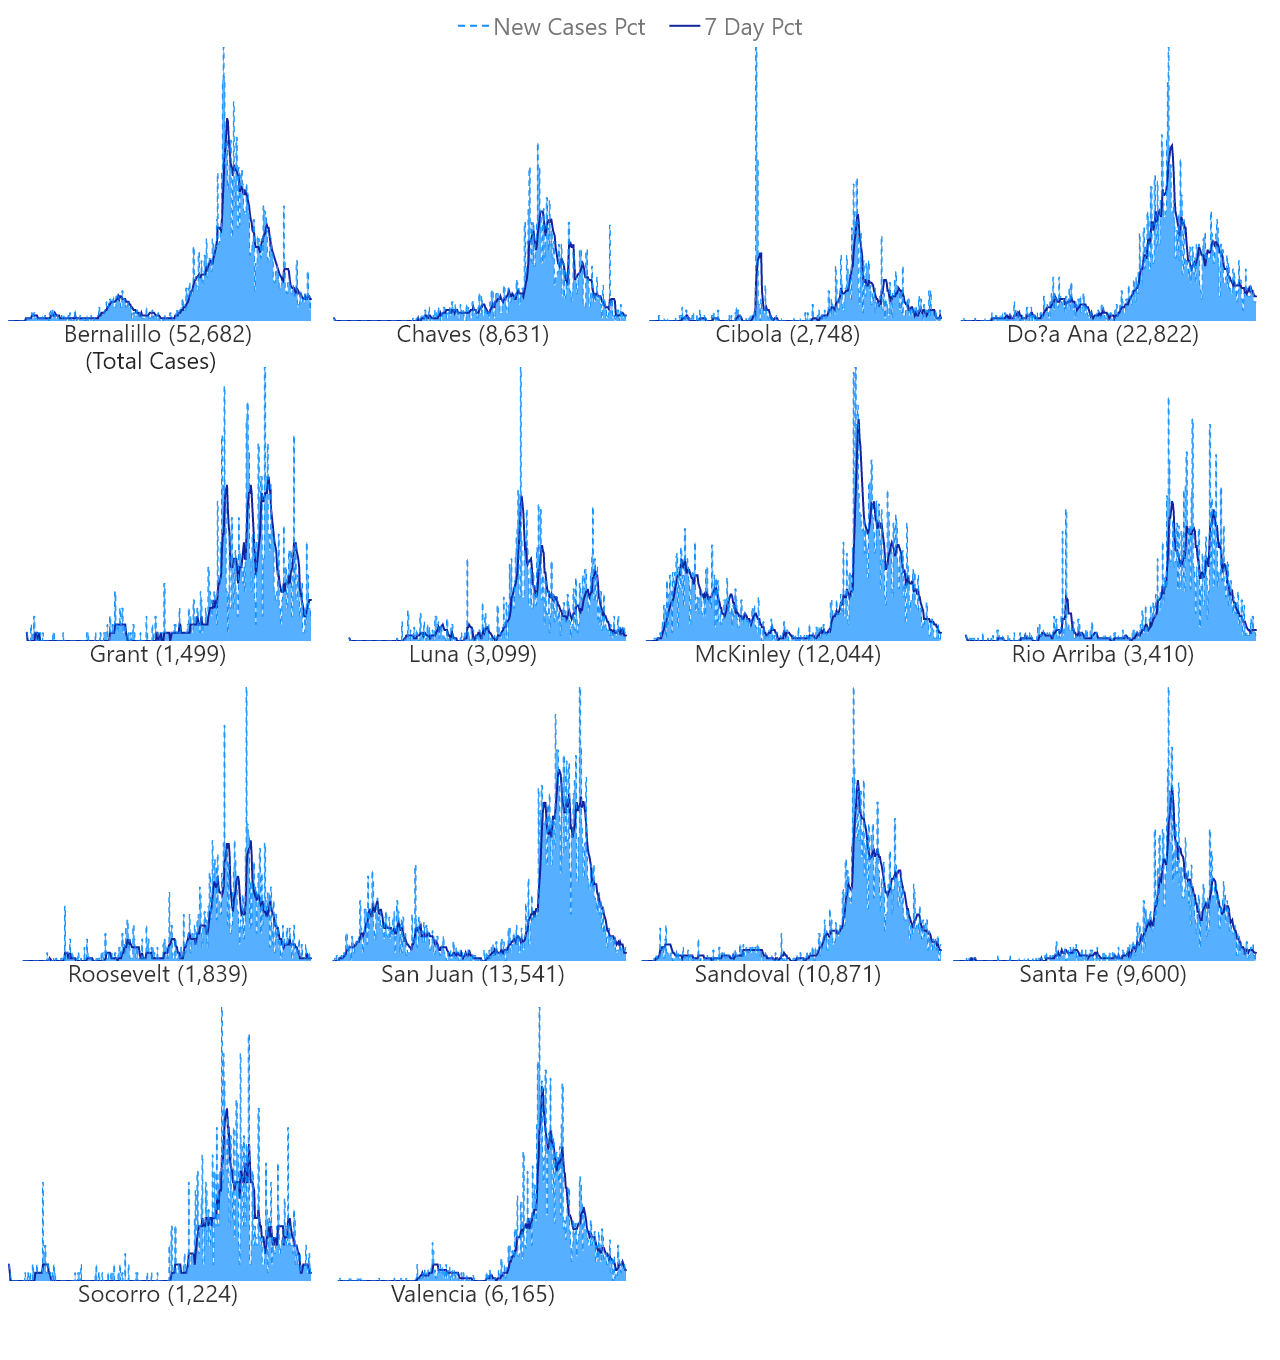 New Cases Pct 7 Day Pct
Bernalillo (52,682) Chaves (8,631) Cibola (2,748) Do?a Ana (22,822)
(Total Cases)
Grant (1,499) Luna (3,099) McKinley (12,044) Rio Arriba (3,410)
Roosevelt (1,839) San Juan (13,541) Sandoval (10,871) Santa Fe (9,600)
Socorro (1,224) Valencia (6,165)